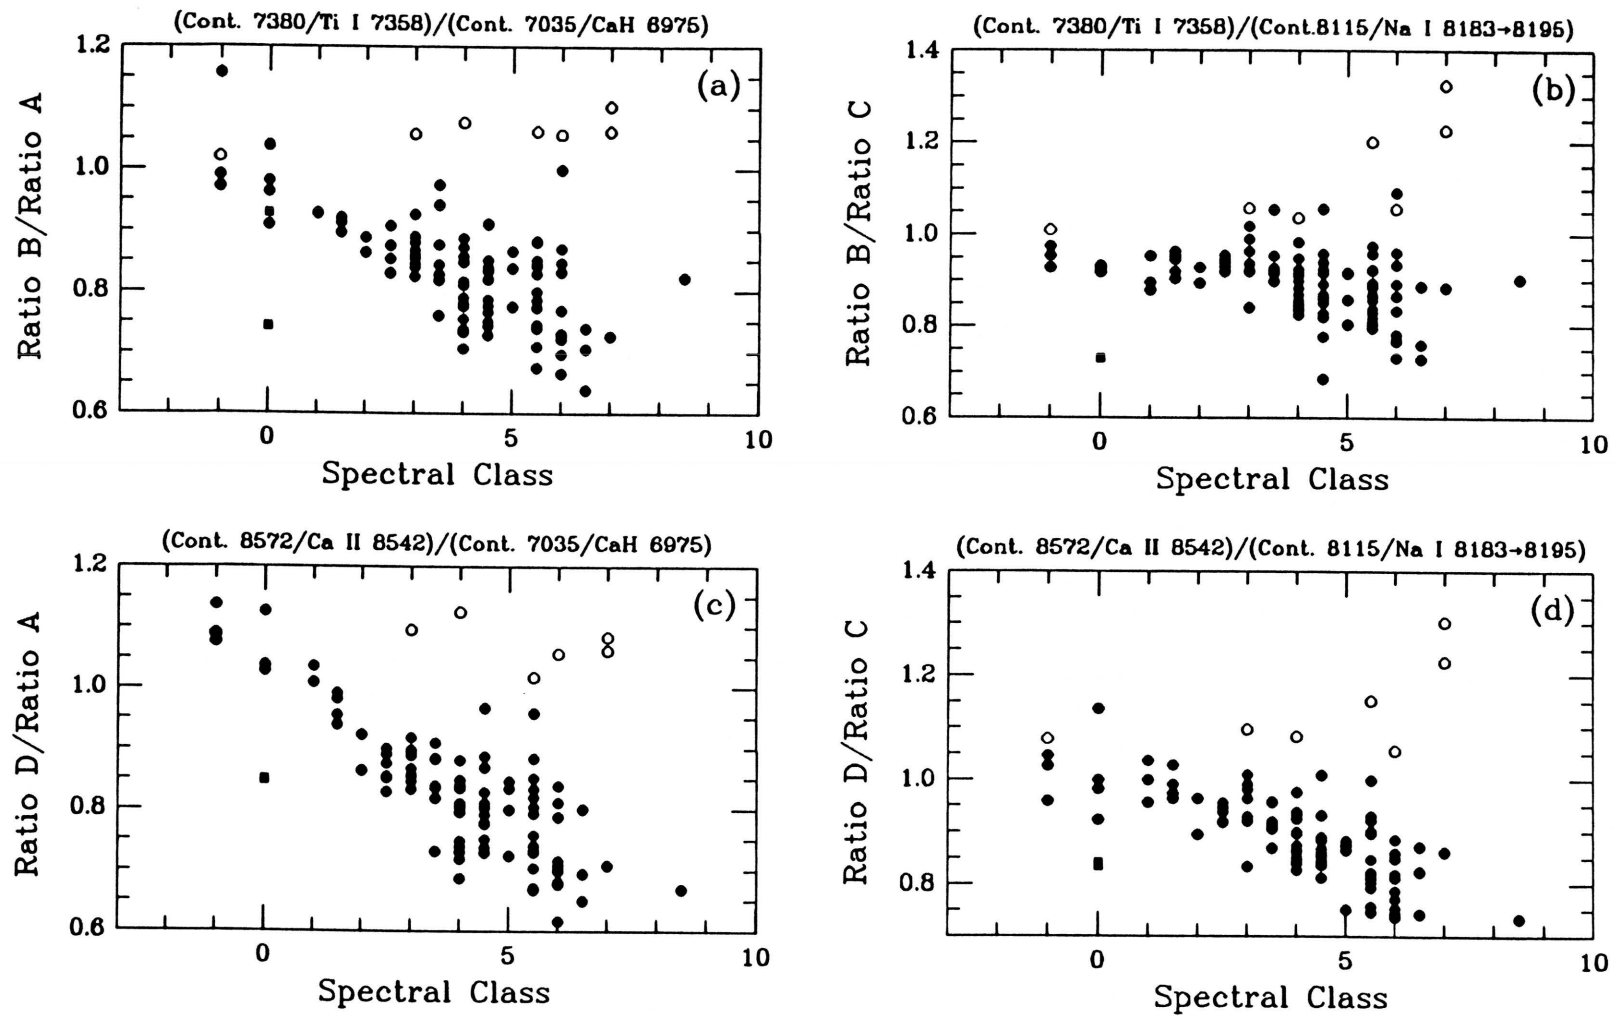 (Cont. 7380/Ti I 7358)/(Cont. 7035/CaH 6975)
1.2
1.0
0.8
0.6
Ratio B/Ratio A
(a)
0 5 10
Spectral Class
(Cont. 7380/Ti I 7358)/(Cont.8115/Na I 8183→8195)
1.4
1.2
1.0
0.8
0.6
Ratio B/Ratio C
(b)
0 5 10
Spectral Class
(Cont. 8572/Ca II 8542)/(Cont. 7035/CaH 6975)
1.2
1.0
0.8
0.6
Ratio D/Ratio A
(c)
0 5 10
Spectral Class
(Cont. 8572/Ca II 8542)/(Cont. 8115/Na I 8183→8195)
1.4
1.2
1.0
0.8
Ratio D/Ratio C
(d)
0 5 10
Spectral Class